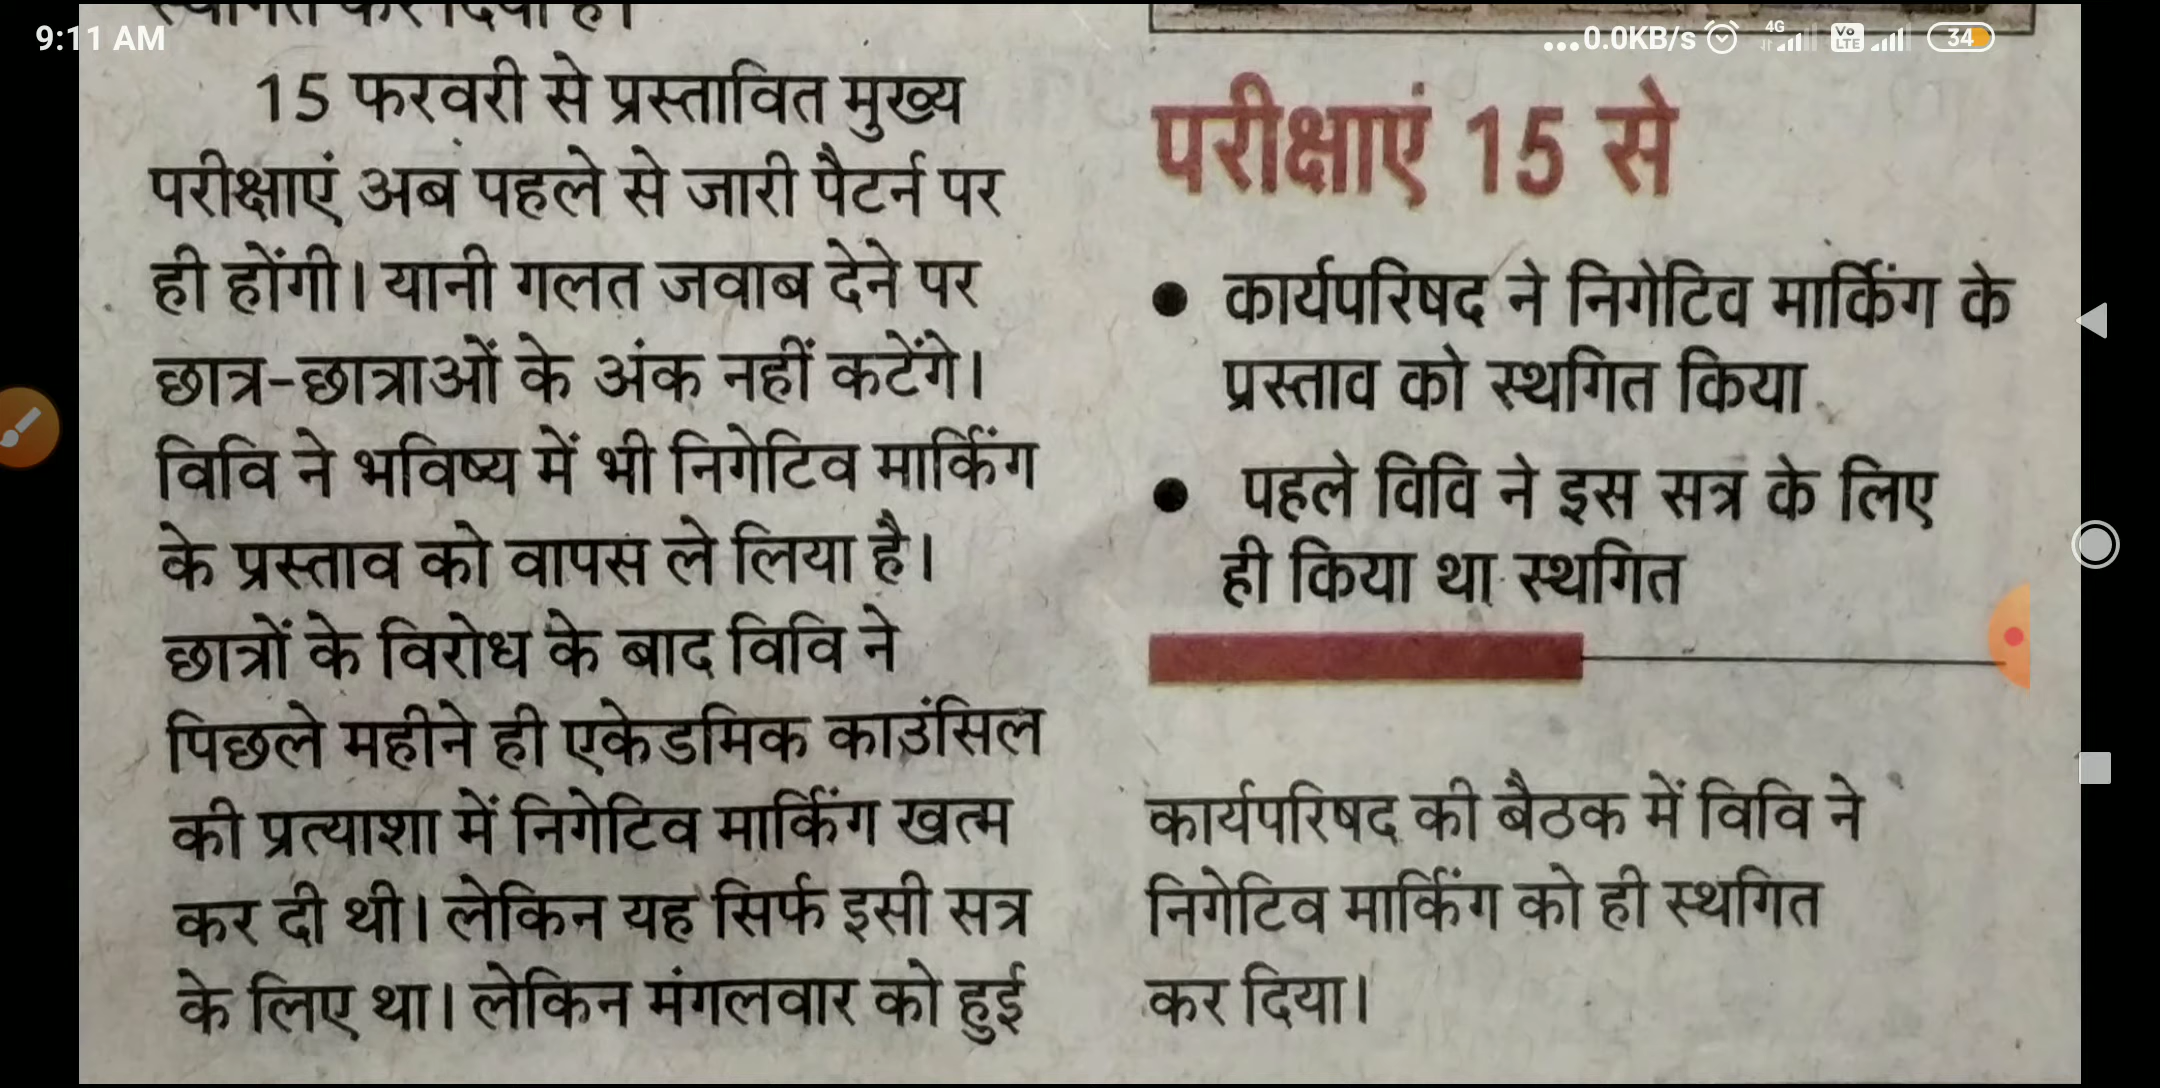 9:11 AM
...0.0KB/s 4G Vo LTE 34
15 फरवरी से प्रस्तावित मुख्य
परीक्षाएं अब पहले से जारी पैटर्न पर
ही होंगी। यानी गलत जवाब देने पर
छात्र-छात्राओं के अंक नहीं कटेंगे।
विवि ने भविष्य में भी निगेटिव मार्किंग
के प्रस्ताव को वापस ले लिया है।
छात्रों के विरोध के बाद विवि ने
पिछले महीने ही एकेडमिक काउंसिल
की प्रत्याशा में निगेटिव मार्किंग खत्म
कर दी थी। लेकिन यह सिर्फ इसी सत्र
के लिए था। लेकिन मंगलवार को हुई
परीक्षाएं 15 से
• कार्यपरिषद ने निगेटिव मार्किंग के
प्रस्ताव को स्थगित किया
• पहले विवि ने इस सत्र के लिए
ही किया था स्थगित
कार्यपरिषद की बैठक में विवि ने
निगेटिव मार्किंग को ही स्थगित
कर दिया।